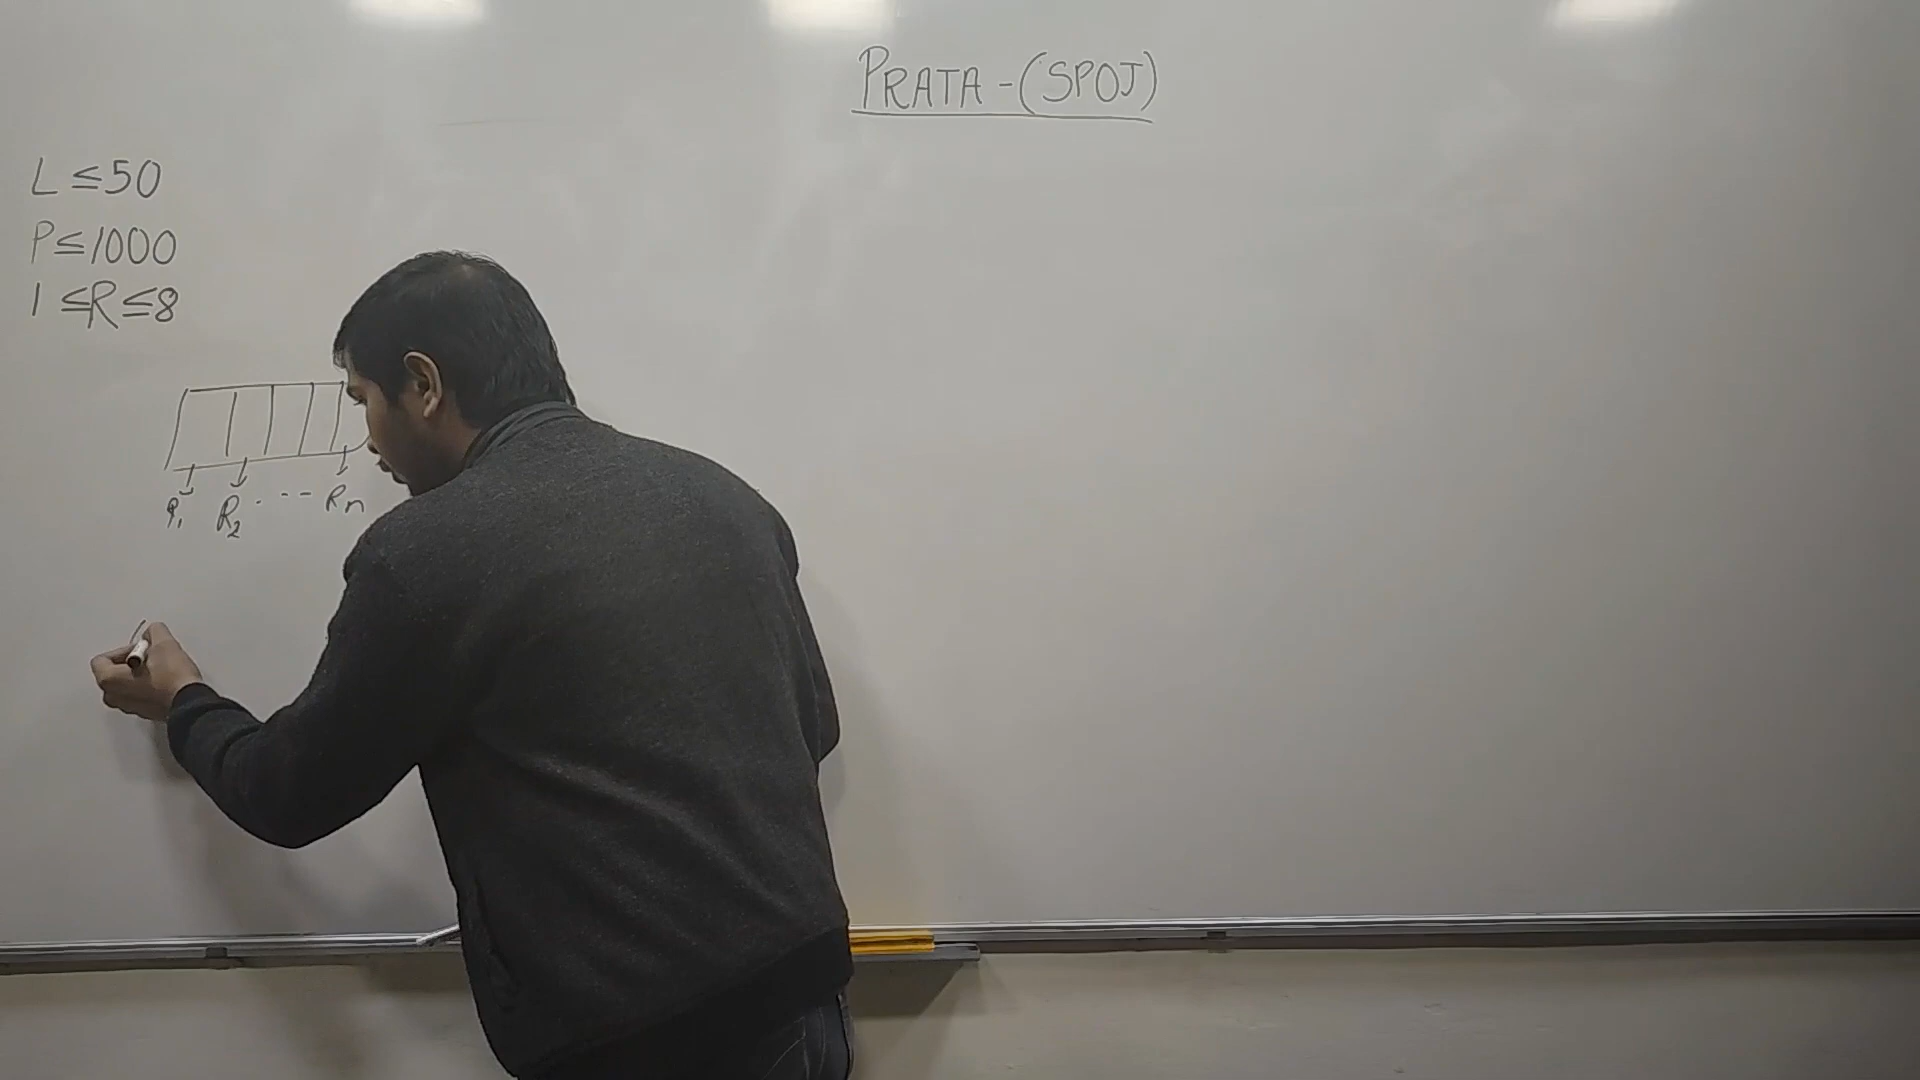 PRATA - (SPOJ)
L ≤ 50
P ≤ 1000
1 ≤ R ≤ 8
R₁ R₂ . - - - Rₙ